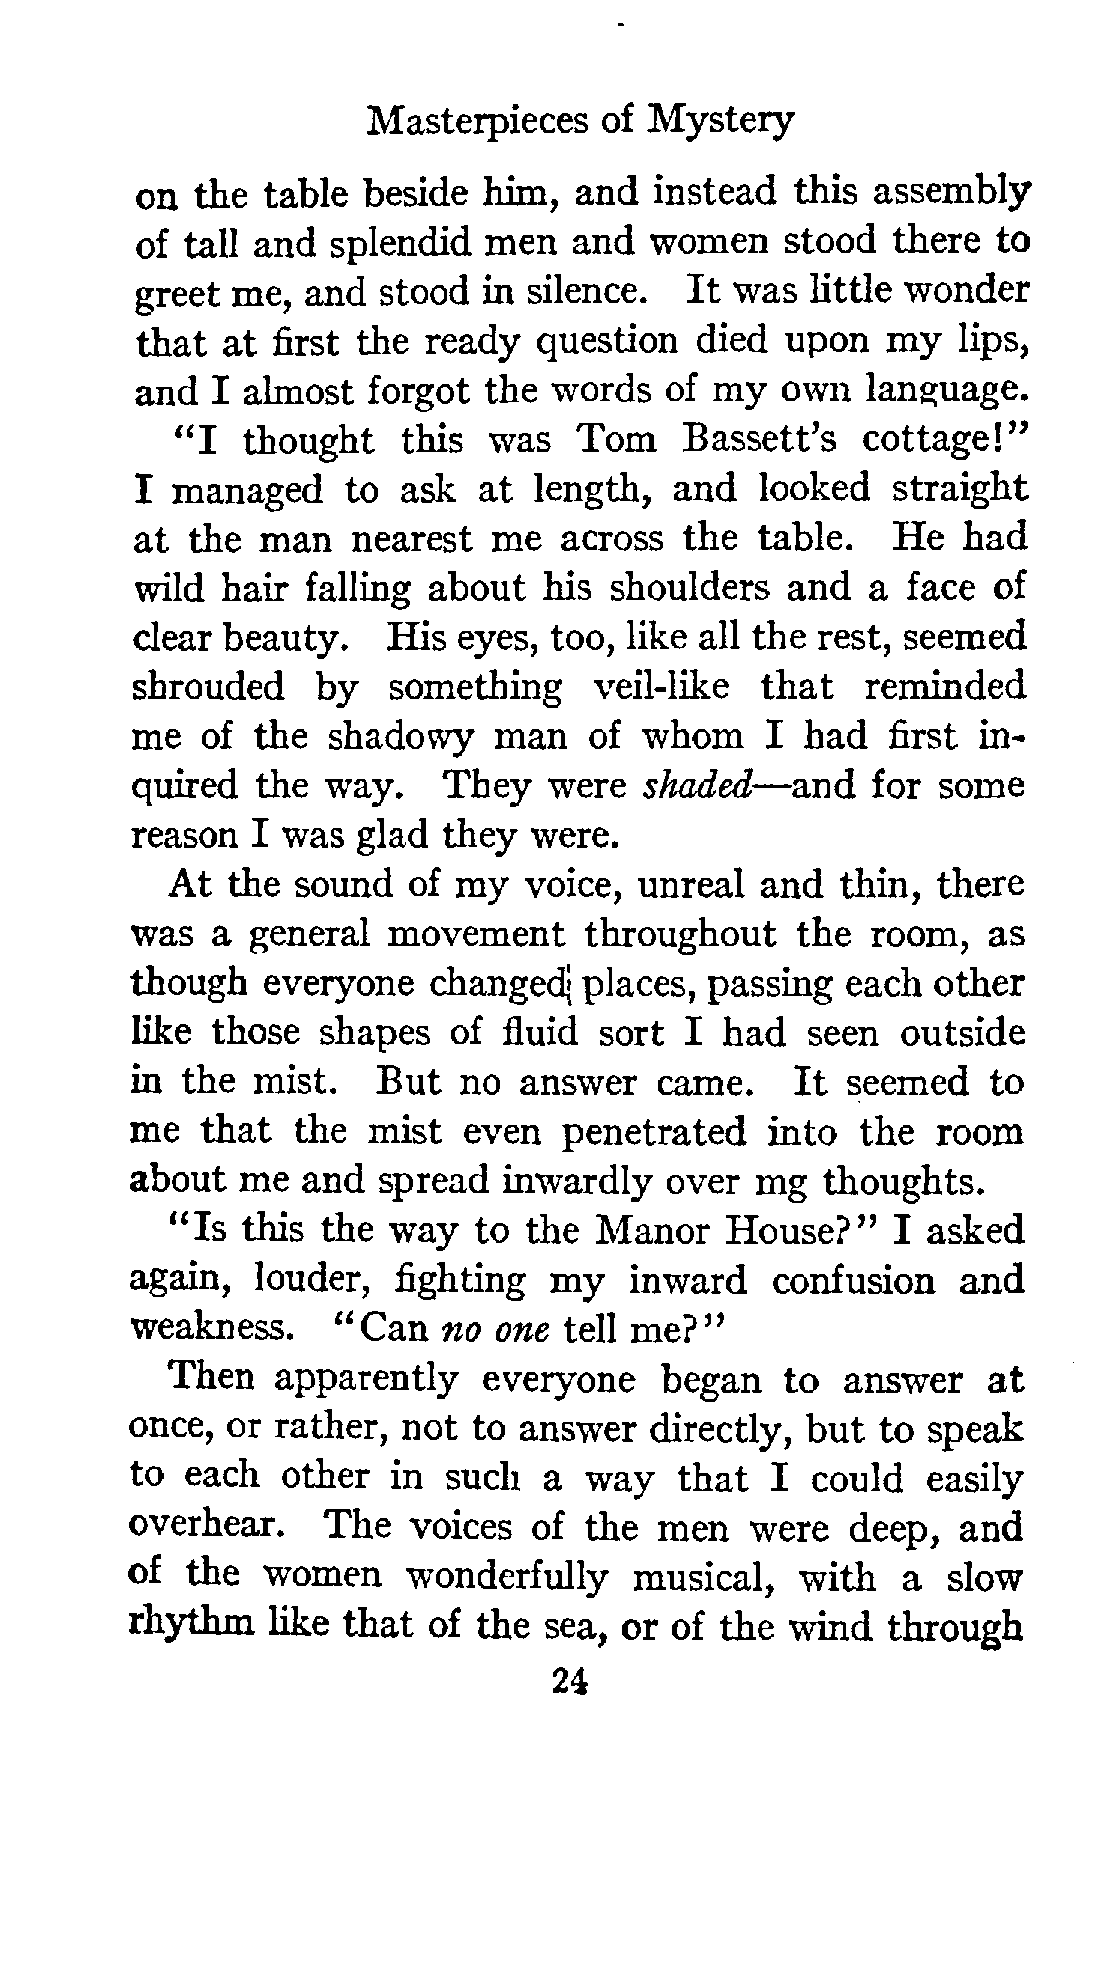 Masterpieces of Mystery
on the table beside him, and instead this assembly
of tall and splendid men and women stood there to
greet me, and stood in silence. It was little wonder
that at first the ready question died upon my lips,
and I almost forgot the words of my own language.
“I thought this was Tom Bassett’s cottage!”
I managed to ask at length, and looked straight
at the man nearest me across the table. He had
wild hair falling about his shoulders and a face of
clear beauty. His eyes, too, like all the rest, seemed
shrouded by something veil-like that reminded
me of the shadowy man of whom I had first in-
quired the way. They were shaded—and for some
reason I was glad they were.
At the sound of my voice, unreal and thin, there
was a general movement throughout the room, as
though everyone changed places, passing each other
like those shapes of fluid sort I had seen outside
in the mist. But no answer came. It seemed to
me that the mist even penetrated into the room
about me and spread inwardly over mg thoughts.
“Is this the way to the Manor House?” I asked
again, louder, fighting my inward confusion and
weakness. “Can no one tell me?”
Then apparently everyone began to answer at
once, or rather, not to answer directly, but to speak
to each other in such a way that I could easily
overhear. The voices of the men were deep, and
of the women wonderfully musical, with a slow
rhythm like that of the sea, or of the wind through
24